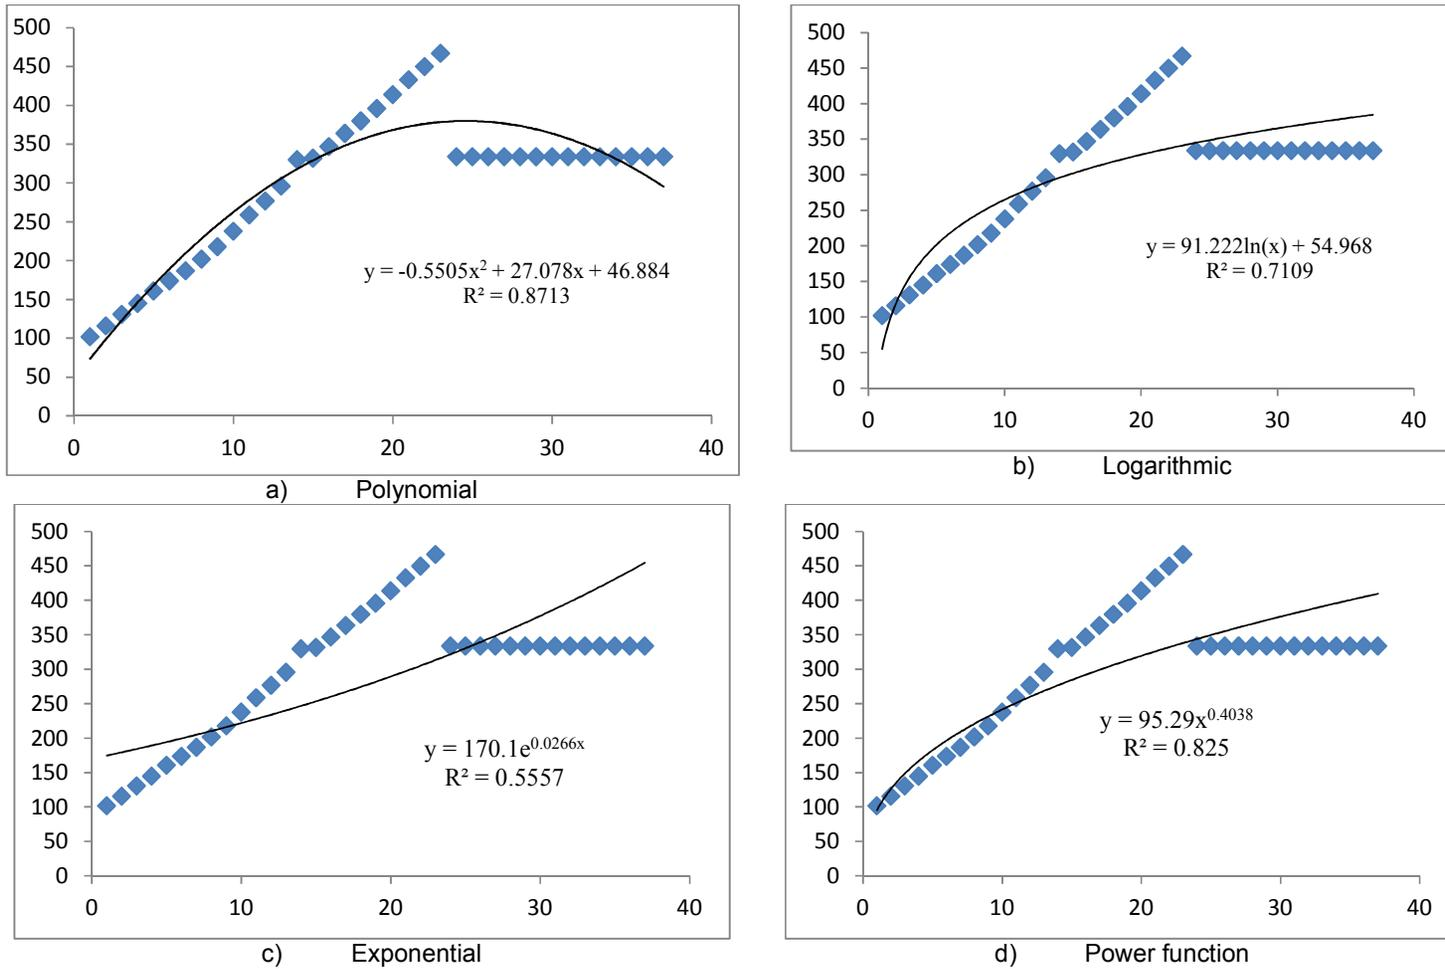 500
450
400
350
300
250
200
150
100
50
0
0 10 20 30 40
y = -0.5505x² + 27.078x + 46.884
R² = 0.8713
a) Polynomial
500
450
400
350
300
250
200
150
100
50
0
0 10 20 30 40
y = 91.222ln(x) + 54.968
R² = 0.7109
b) Logarithmic
500
450
400
350
300
250
200
150
100
50
0
0 10 20 30 40
y = 170.1e^0.0266x
R² = 0.5557
c) Exponential
500
450
400
350
300
250
200
150
100
50
0
0 10 20 30 40
y = 95.29x^0.4038
R² = 0.825
d) Power function